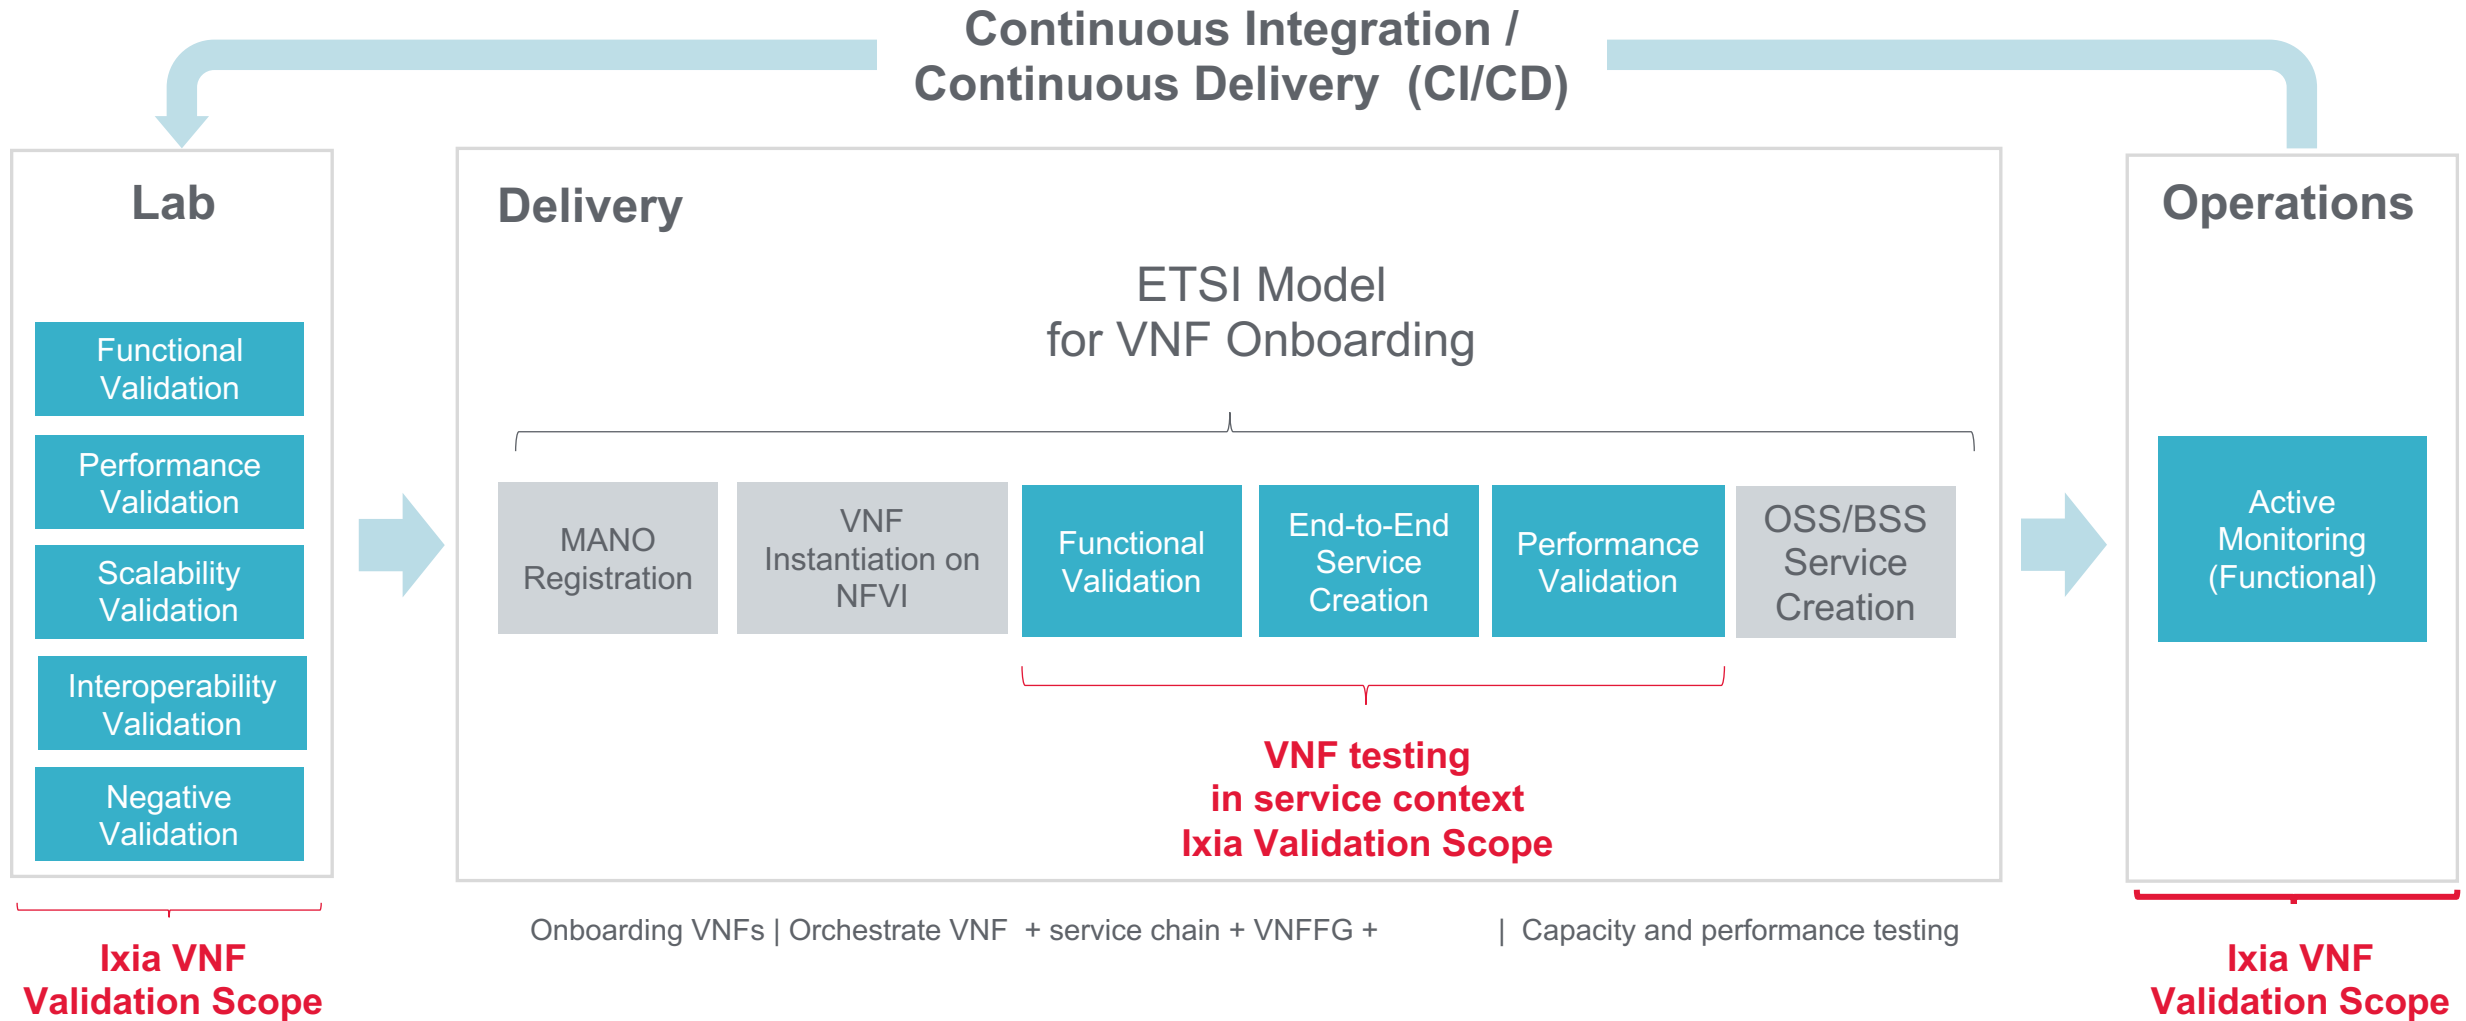 Continuous Integration /
Continuous Delivery (CI/CD)
Lab
Functional
Validation
Performance
Validation
Scalability
Validation
Interoperability
Validation
Negative
Validation
Ixia VNF
Validation Scope
Delivery
ETSI Model
for VNF Onboarding
MANO
Registration
VNF
Instantiation on
NFVI
Functional
Validation
End-to-End
Service
Creation
Performance
Validation
OSS/BSS
Service
Creation
VNF testing
in service context
Ixia Validation Scope
Onboarding VNFs | Orchestrate VNF + service chain + VNFFG + | Capacity and performance testing
Operations
Active
Monitoring
(Functional)
Ixia VNF
Validation Scope